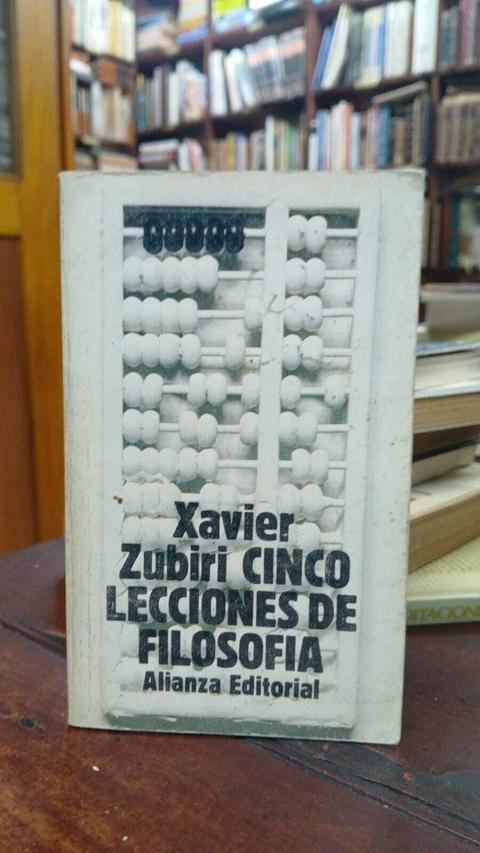 Xavier
Zubiri CINCO
LECCIONES DE
FILOSOFIA
Alianza Editorial